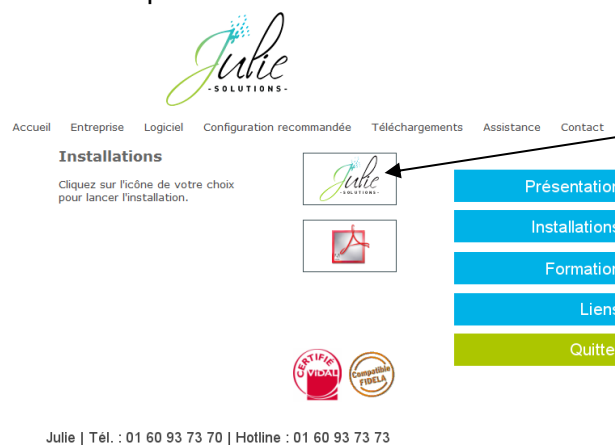 Julie
-SOLUTIONS-
Accueil Entreprise Logiciel Configuration recommandée Téléchargements Assistance Contact
Installations
Cliquez sur l'icône de votre choix
pour lancer l'installation.
Julie
-SOLUTIONS-
Présentation
Installations
Formation
Liens
Quitte
CERTIFIÉ
VIDAL
Compatible
FIDELA
Julie | Tél. : 01 60 93 73 70 | Hotline : 01 60 93 73 73